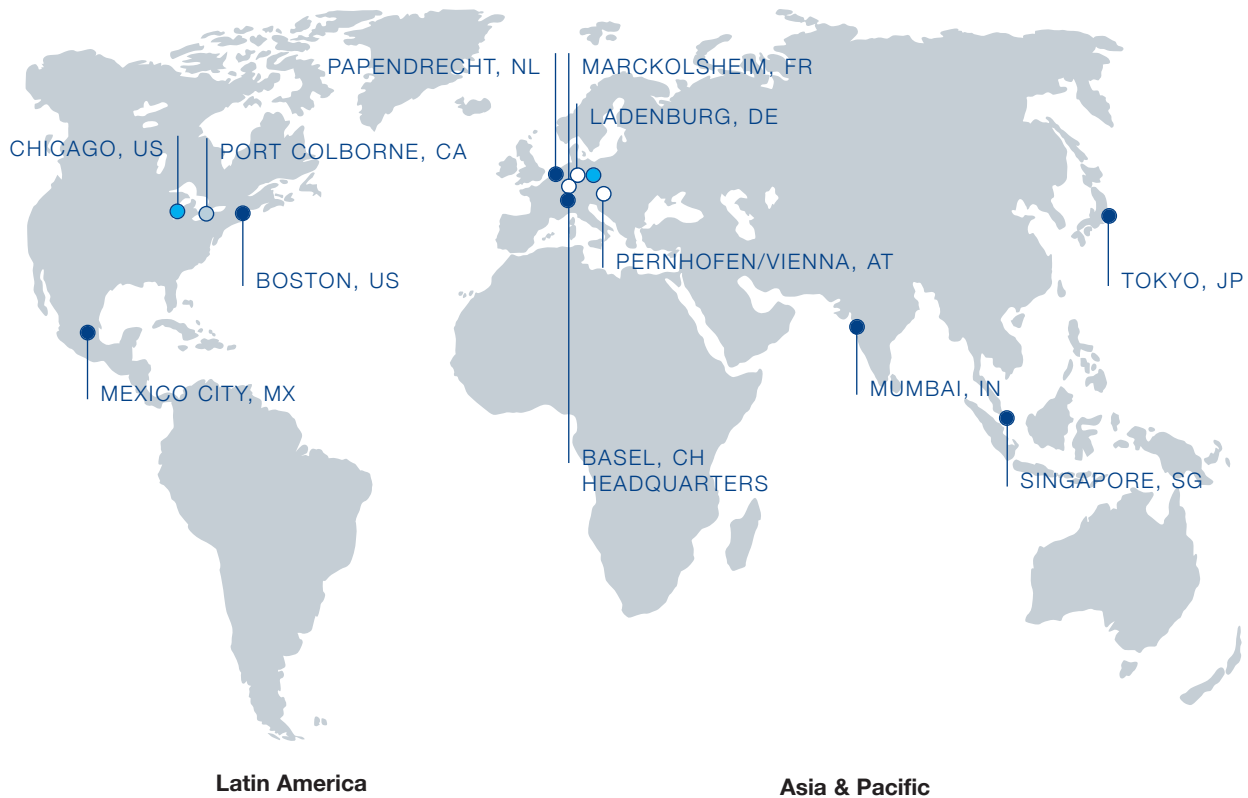 PAPENDRECHT, NL
MARCKOLSHEIM, FR
LADENBURG, DE
CHICAGO, US
PORT COLBORNE, CA
PERNHOFEN/VIENNA, AT
BOSTON, US
TOKYO, JP
MEXICO CITY, MX
MUMBAI, IN
BASEL, CH
HEADQUARTERS
SINGAPORE, SG
Latin America
Asia & Pacific